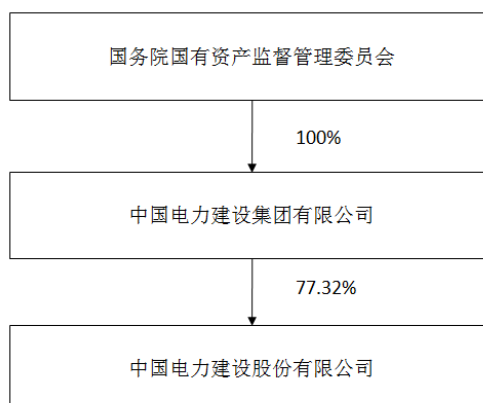 国务院国有资产监督管理委员会
100%
中国电力建设集团有限公司
77.32%
中国电力建设股份有限公司